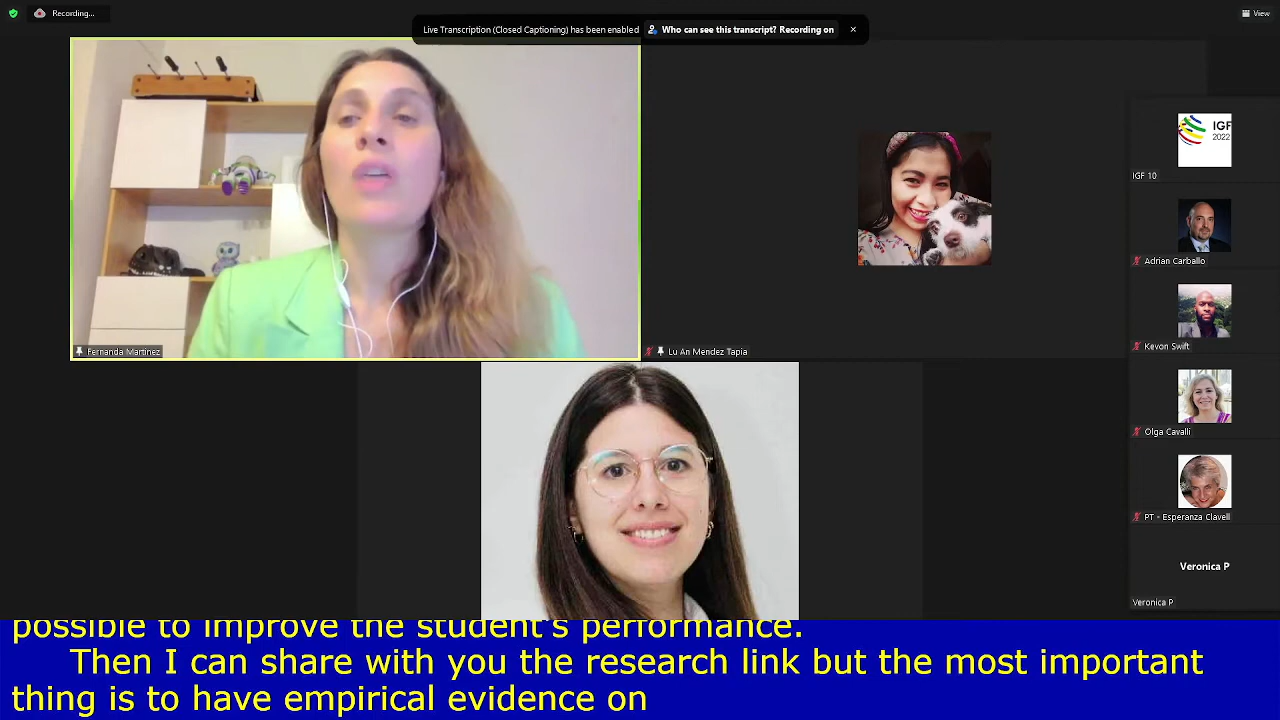 Recording...
Live Transcription (Closed Captioning) has been enabled
Who can see this transcript? Recording on
View
IGF
2022
IGF 10
Adrian Carballo
Fernanda Martinez
Lu An Mendez Tapia
Kevon Swift
Olga Cavalli
PT - Esperanza Clavell
Veronica P
Veronica P
possible to improve the student's performance.
Then I can share with you the research link but the most important
thing is to have empirical evidence on